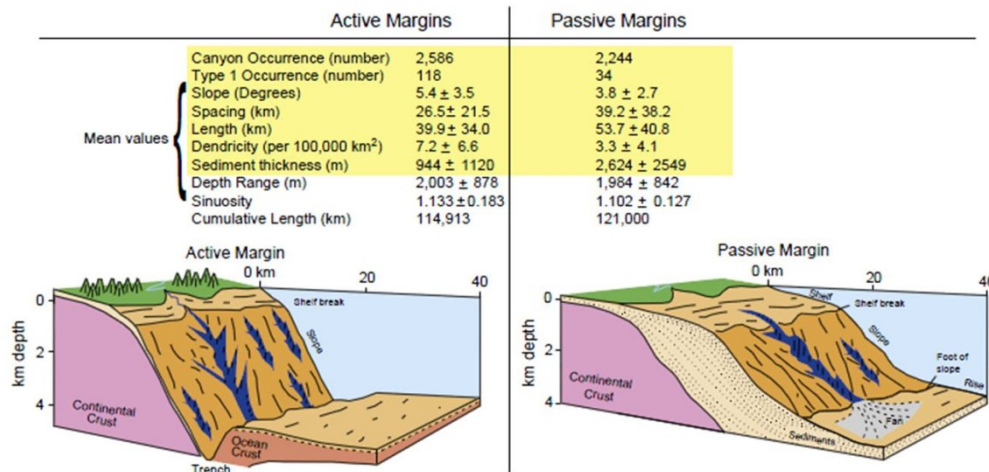 Active Margins Passive Margins
Canyon Occurrence (number) 2,586 2,244
Type 1 Occurrence (number) 118 34
Slope (Degrees) 5.4 ± 3.5 3.8 ± 2.7
Spacing (km) 26.5± 21.5 39.2 ± 38.2
Length (km) 39.9± 34.0 53.7± 40.8
Mean values
Dendricity (per 100,000 km²) 7.2 ± 6.6 3.3 ± 4.1
Sediment thickness (m) 944 ± 1120 2,624 ± 2549
Depth Range (m) 2,003 ± 878 1,984 ± 842
Sinuosity 1.133±0.183 1.102 ± 0.127
Cumulative Length (km) 114,913 121,000
Active Margin
0 km 20 40
0
2
4
km depth
Shelf break
Slope
Continental
Crust
Ocean
Crust
Trench
Passive Margin
0 km 20 40
0
2
4
km depth
Shelf
Shelf break
Slope
Foot of
slope
Rise
Fan
Continental
Crust
Sediments